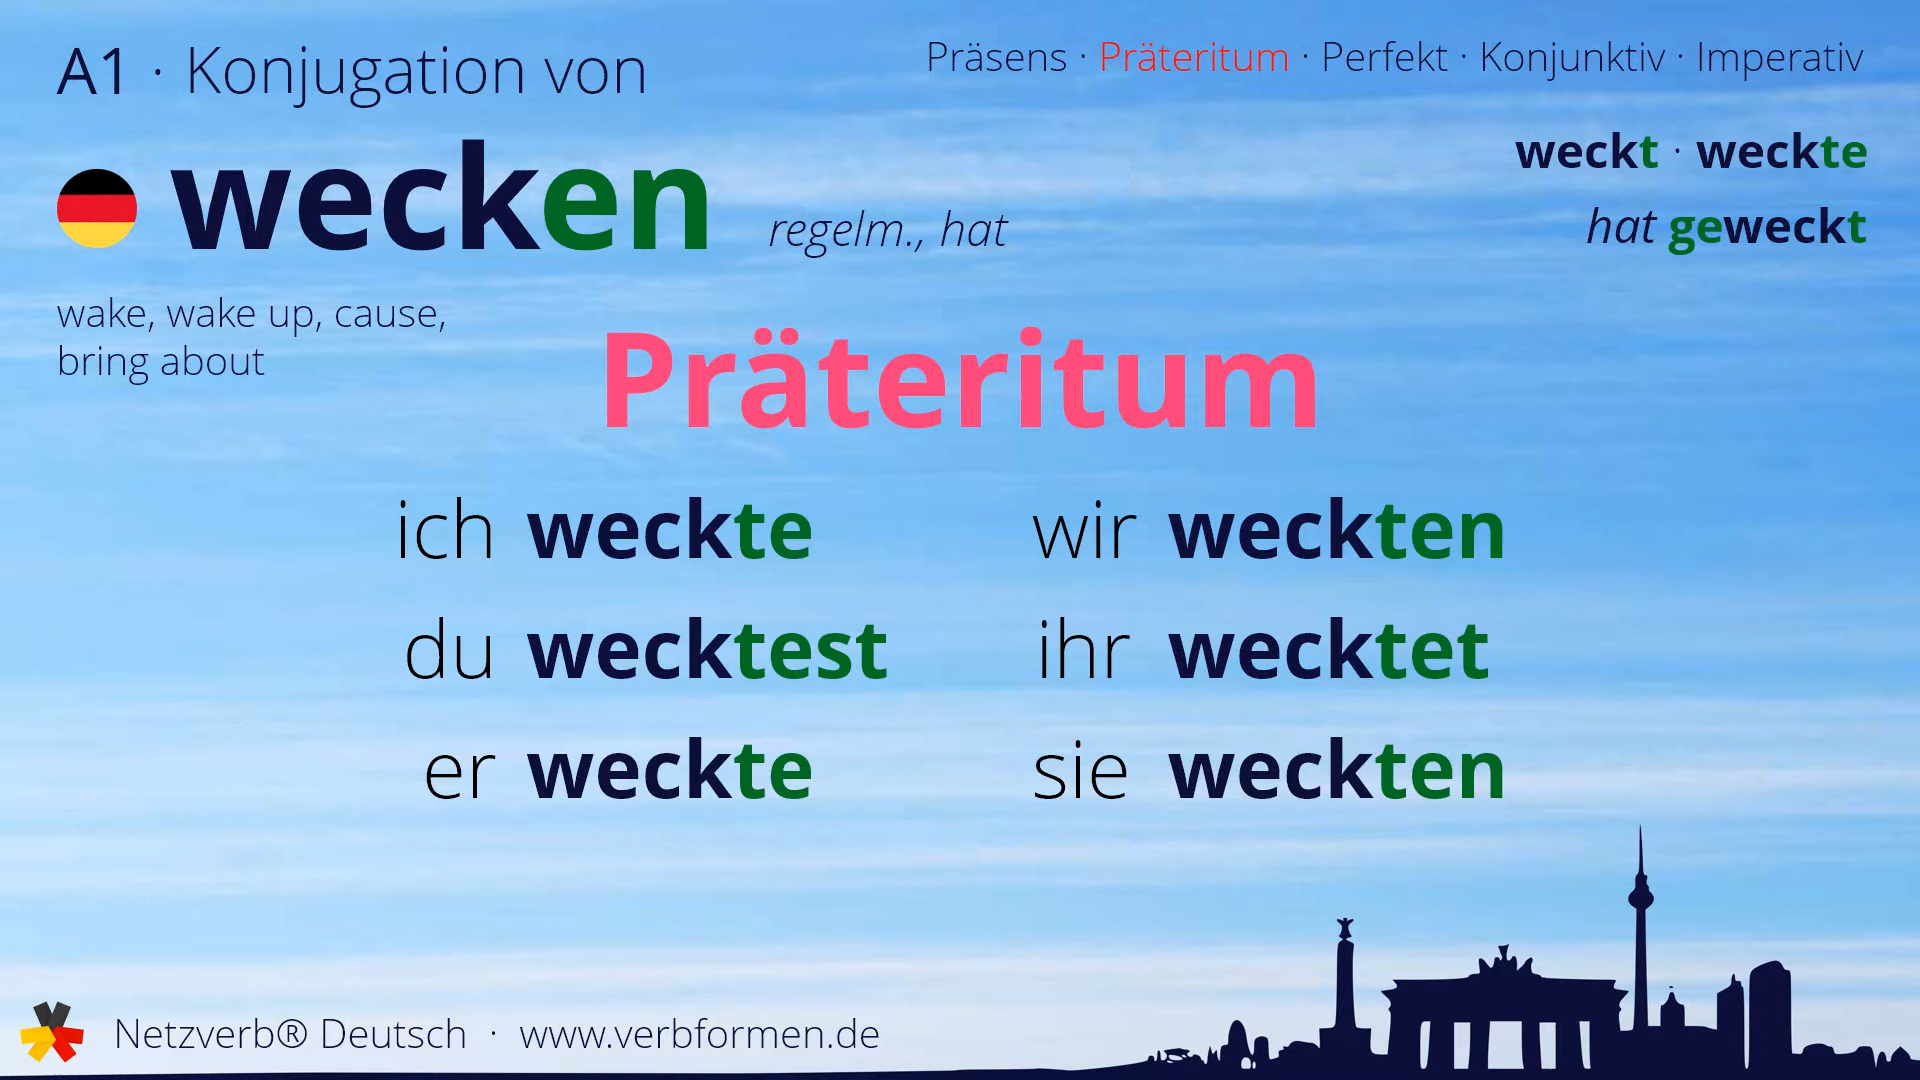 A1 · Konjugation von
Präsens · Präteritum · Perfekt · Konjunktiv · Imperativ
wecken regelm., hat
weckt · weckte
hat geweckt
wake, wake up, cause,
bring about
Präteritum
ich weckte
du wecktest
er weckte
wir weckten
ihr wecktet
sie weckten
Netzverb® Deutsch · www.verbformen.de